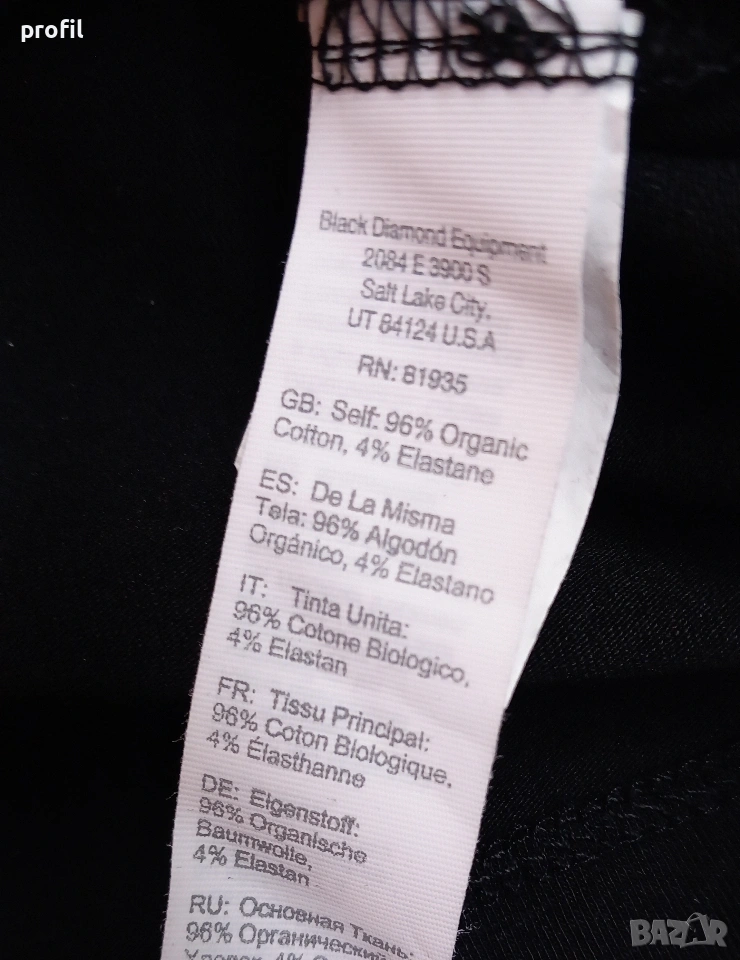 profil
Black Diamond Equipment
2084 E 3900 S
Salt Lake City,
UT 84124 U.S.A
RN: 81935
GB: Self: 96% Organic
Cotton, 4% Elastane
ES: De La Misma
Tela: 96% Algodón
Orgánico, 4% Elastano
IT: Tinta Unita:
96% Cotone Biologico,
4% Elastan
FR: Tissu Principal:
96% Coton Biologique,
4% Élasthanne
DE: Eigenstoff:
96% Organische
Baumwolle,
4% Elastan
RU: Основная Ткань:
96% Органический
4%
BAZAR